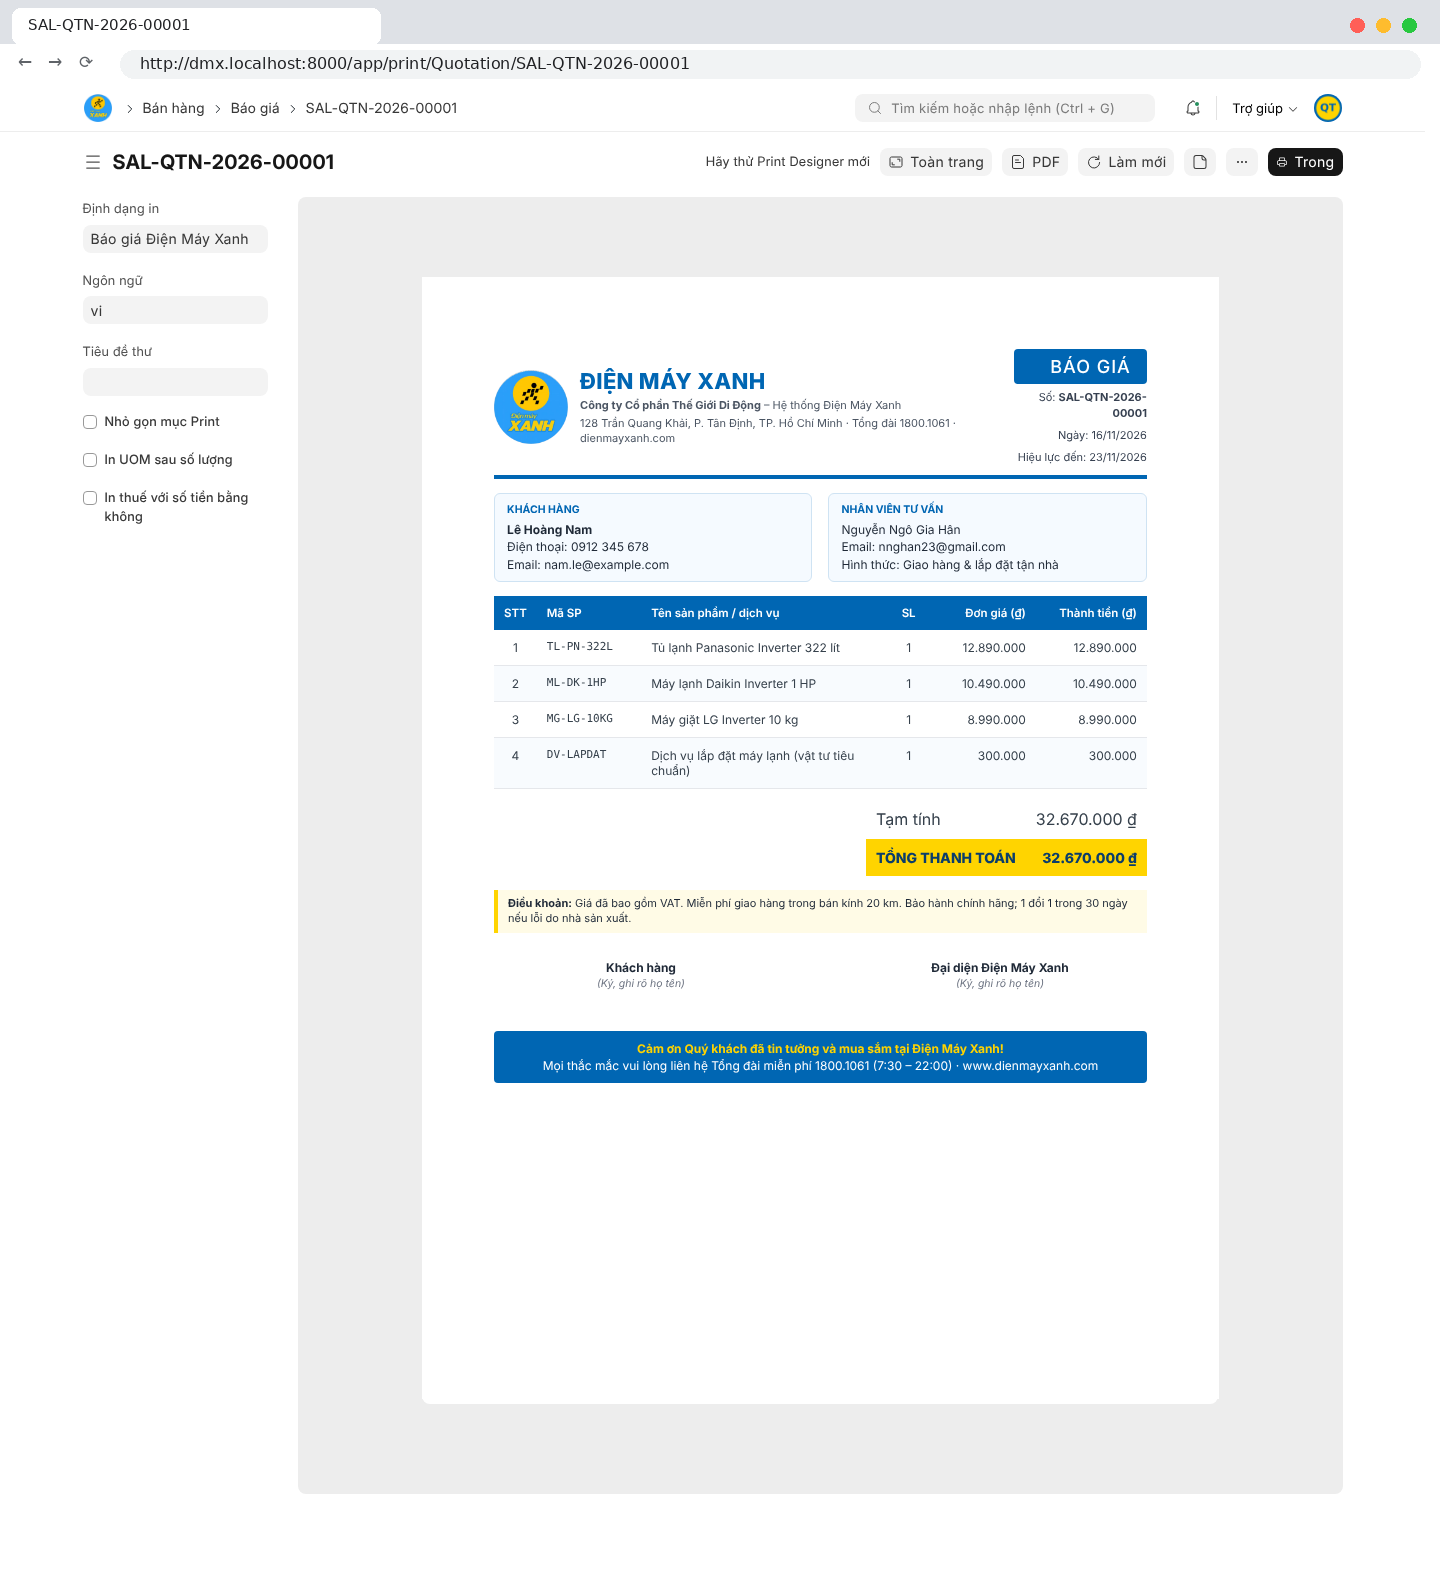 SAL-QTN-2026-00001
http://dmx.localhost:8000/app/print/Quotation/SAL-QTN-2026-00001
XANH
Bán hàng
Báo giá
SAL-QTN-2026-00001
Tìm kiếm hoặc nhập lệnh (Ctrl + G)
Trợ giúp
QT
SAL-QTN-2026-00001
Hãy thử Print Designer mới
Toàn trang
PDF
Làm mới
Trong
Định dạng in
Báo giá Điện Máy Xanh
Ngôn ngữ
vi
Tiêu đề thư
Nhỏ gọn mục Print
In UOM sau số lượng
In thuế với số tiền bằng
không
Điện máy
XANH
ĐIỆN MÁY XANH
Công ty Cổ phần Thế Giới Di Động – Hệ thống Điện Máy Xanh
128 Trần Quang Khải, P. Tân Định, TP. Hồ Chí Minh · Tổng đài 1800.1061 ·
dienmayxanh.com
BÁO GIÁ
Số: SAL-QTN-2026-
00001
Ngày: 16/11/2026
Hiệu lực đến: 23/11/2026
KHÁCH HÀNG
Lê Hoàng Nam
Điện thoại: 0912 345 678
Email: nam.le@example.com
NHÂN VIÊN TƯ VẤN
Nguyễn Ngô Gia Hân
Email: nnghan23@gmail.com
Hình thức: Giao hàng & lắp đặt tận nhà
STT Mã SP Tên sản phẩm / dịch vụ SL Đơn giá (₫) Thành tiền (₫)
1 TL-PN-322L Tủ lạnh Panasonic Inverter 322 lít 1 12.890.000 12.890.000
2 ML-DK-1HP Máy lạnh Daikin Inverter 1 HP 1 10.490.000 10.490.000
3 MG-LG-10KG Máy giặt LG Inverter 10 kg 1 8.990.000 8.990.000
4 DV-LAPDAT Dịch vụ lắp đặt máy lạnh (vật tư tiêu 1 300.000 300.000
chuẩn)
Tạm tính 32.670.000 ₫
TỔNG THANH TOÁN 32.670.000 ₫
Điều khoản: Giá đã bao gồm VAT. Miễn phí giao hàng trong bán kính 20 km. Bảo hành chính hãng; 1 đổi 1 trong 30 ngày
nếu lỗi do nhà sản xuất.
Khách hàng
(Ký, ghi rõ họ tên)
Đại diện Điện Máy Xanh
(Ký, ghi rõ họ tên)
Cảm ơn Quý khách đã tin tưởng và mua sắm tại Điện Máy Xanh!
Mọi thắc mắc vui lòng liên hệ Tổng đài miễn phí 1800.1061 (7:30 – 22:00) · www.dienmayxanh.com